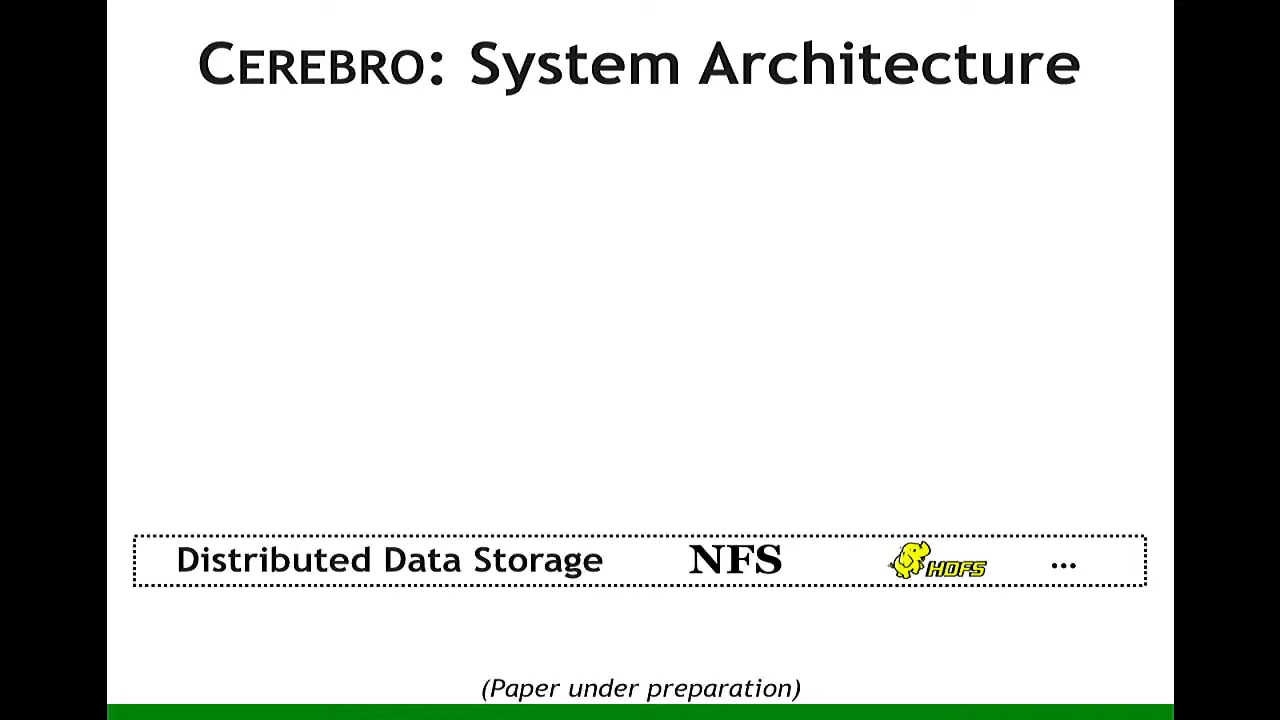 CEREBRO: System Architecture
Distributed Data Storage NFS HDFS ...
(Paper under preparation)